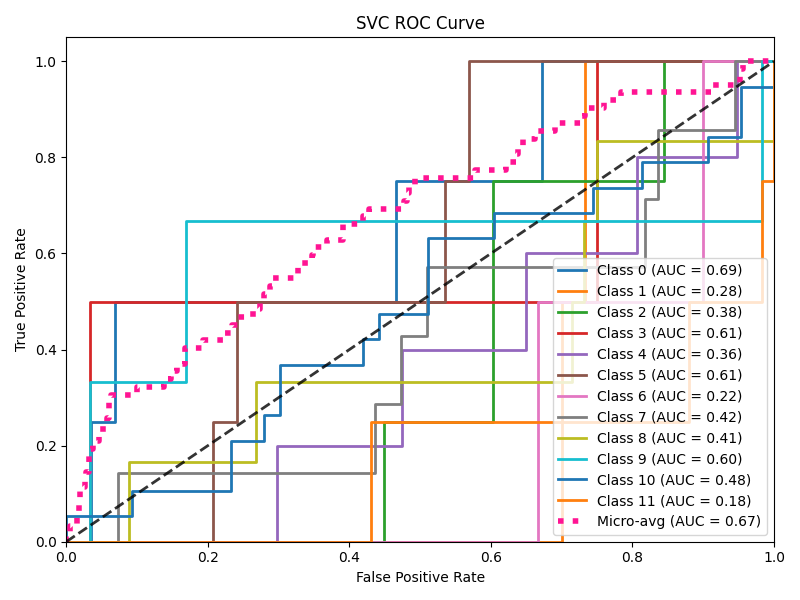 SVC ROC Curve
True Positive Rate
1.0
0.8
0.6
0.4
0.2
0.0
0.0 0.2 0.4 0.6 0.8 1.0
False Positive Rate
Class 0 (AUC = 0.69)
Class 1 (AUC = 0.28)
Class 2 (AUC = 0.38)
Class 3 (AUC = 0.61)
Class 4 (AUC = 0.36)
Class 5 (AUC = 0.61)
Class 6 (AUC = 0.22)
Class 7 (AUC = 0.42)
Class 8 (AUC = 0.41)
Class 9 (AUC = 0.60)
Class 10 (AUC = 0.48)
Class 11 (AUC = 0.18)
Micro-avg (AUC = 0.67)